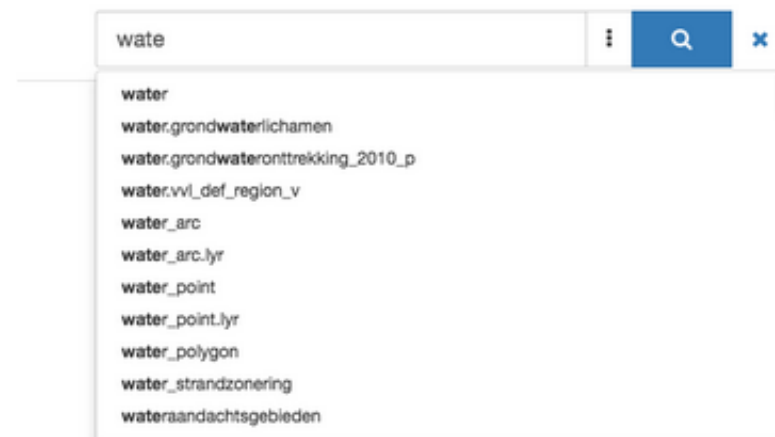 wate
water
water.grondwaterlichamen
water.grondwateronttrekking_2010_p
water.vvl_def_region_v
water_arc
water_arc.lyr
water_point
water_point.lyr
water_polygon
water_strandzonering
wateraandachtsgebieden